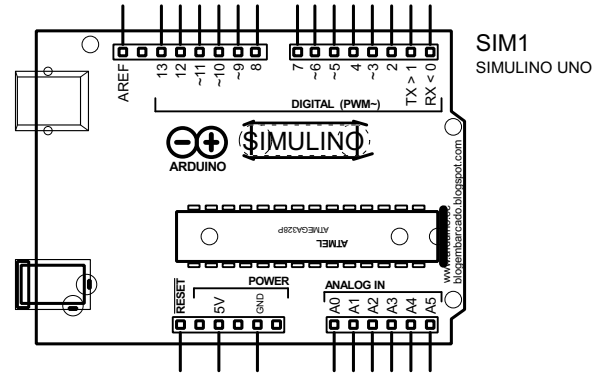 SIM1
SIMULINO UNO
AREF
13
12
~11
~10
~9
8
7
~6
~5
4
~3
2
TX > 1
RX < 0
DIGITAL (PWM~)
ARDUINO
SIMULINO
ATMEGA328P
ATMEL
www.arduino.cc
blogembarcado.blogspot.com
RESET
5V
GND
POWER
ANALOG IN
A0
A1
A2
A3
A4
A5